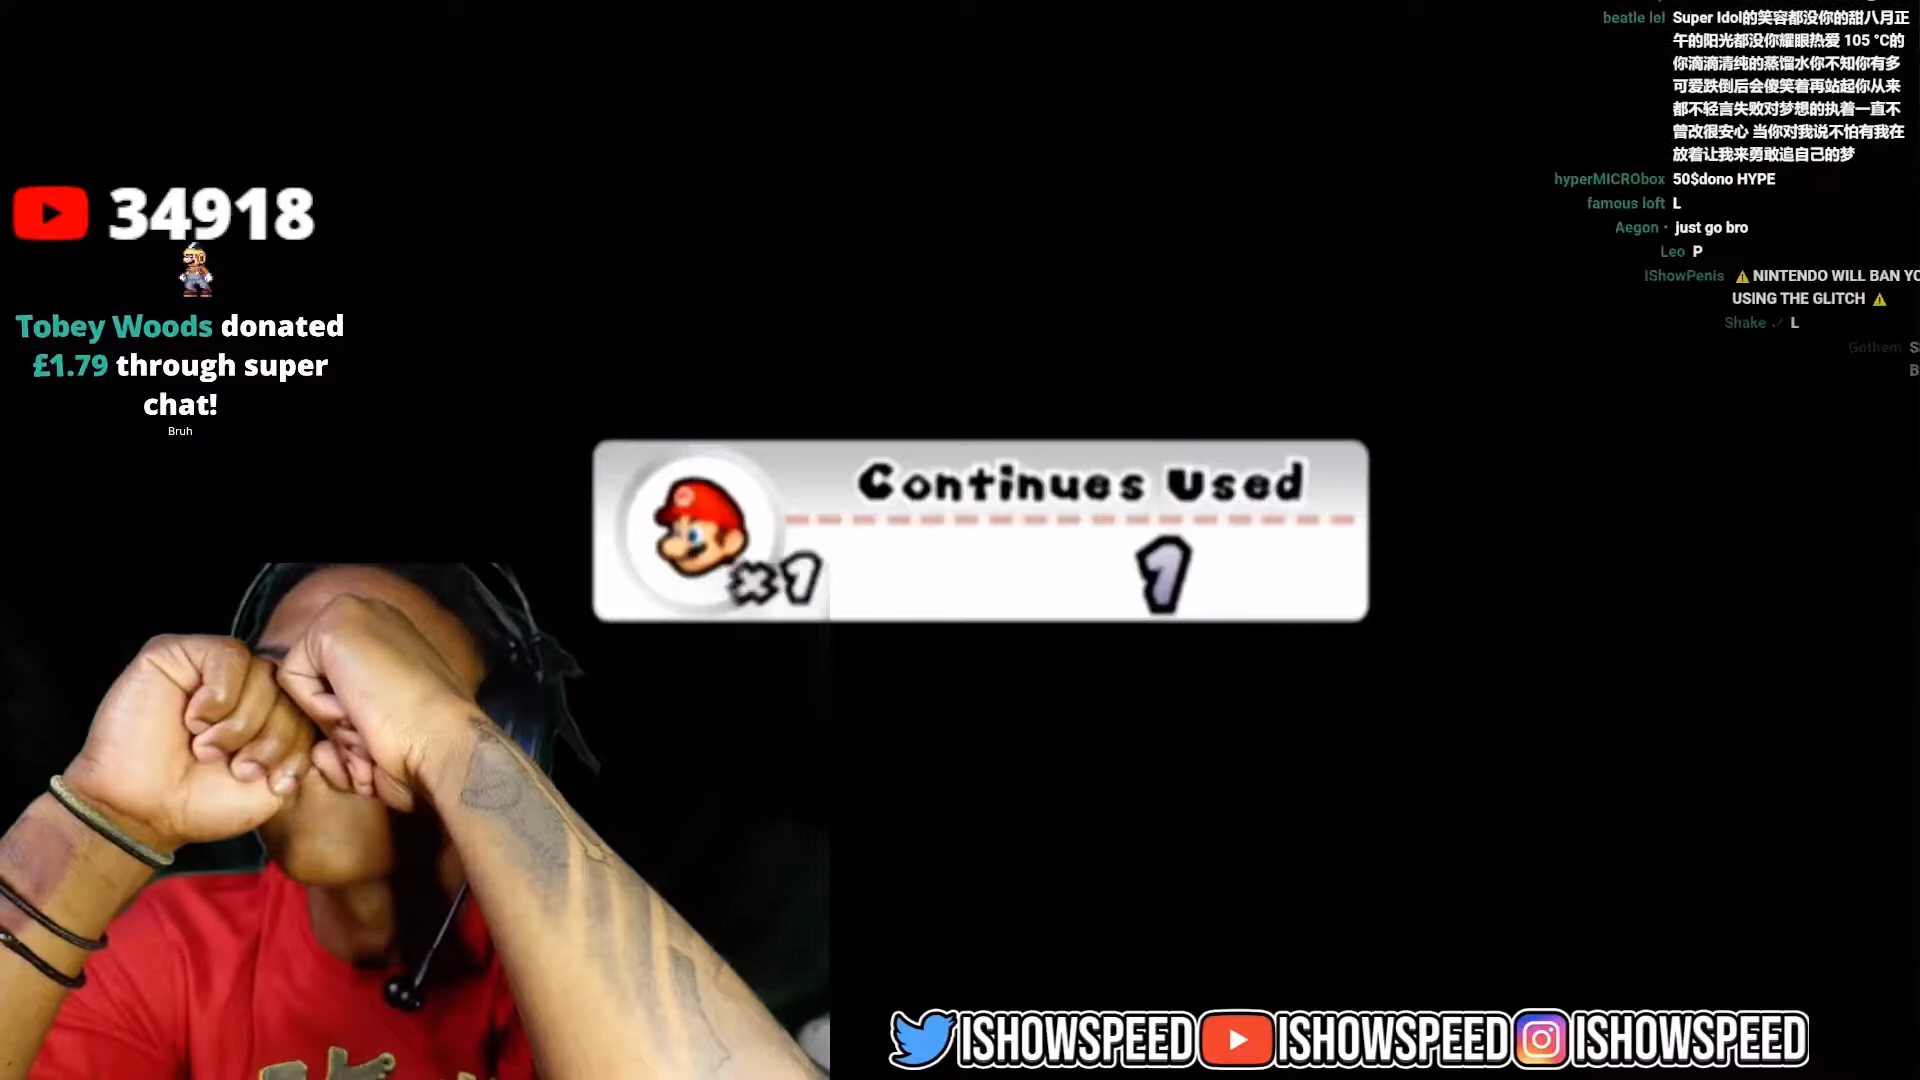 beatle lel Super Idol的笑容都没你的甜八月正
午的阳光都没你耀眼热爱 105 °C的
你滴滴清纯的蒸馏水你不知你有多
可爱跌倒后会傻笑着再站起你从来
都不轻言失败对梦想的执着一直不
曾改很安心 当你对我说不怕有我在
放着让我来勇敢追自己的梦
hyperMICRObox 50$dono HYPE
famous loft L
Aegon · just go bro
Leo P
IShowPenis ⚠NINTENDO WILL BAN YO
USING THE GLITCH ⚠
Shake ✓ L
Gothem S
B
34918
Tobey Woods donated
£1.79 through super
chat!
Bruh
Continues Used
×1
1
ISHOWSPEED ISHOWSPEED ISHOWSPEED